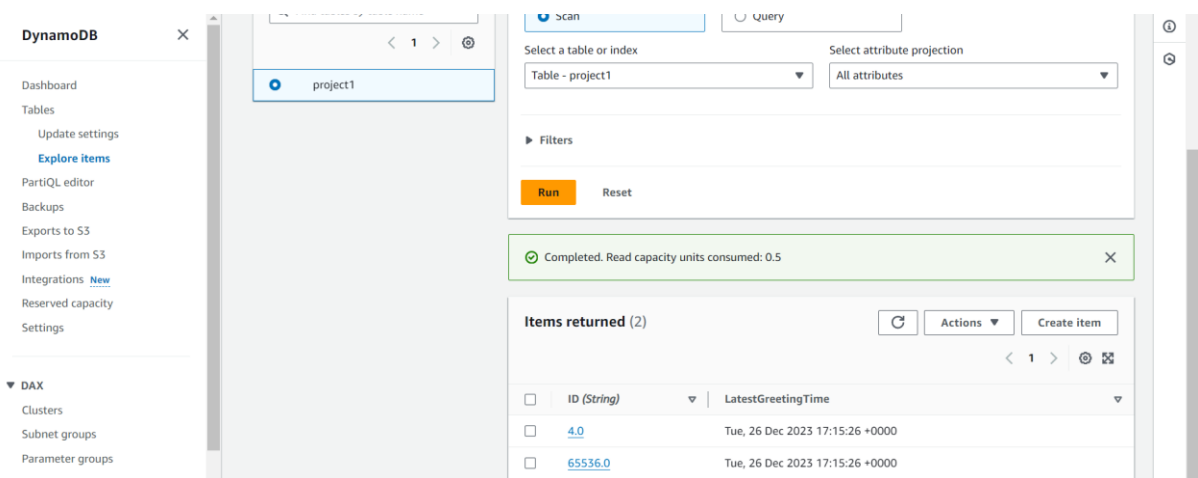 DynamoDB
Dashboard
Tables
Update settings
Explore items
PartiQL editor
Backups
Exports to S3
Imports from S3
Integrations New
Reserved capacity
Settings
DAX
Clusters
Subnet groups
Parameter groups
1
project1
Scan
Query
Select a table or index
Select attribute projection
Table - project1
All attributes
Filters
Run Reset
Completed. Read capacity units consumed: 0.5
Items returned (2)
Actions
Create item
1
ID (String) LatestGreetingTime
4.0 Tue, 26 Dec 2023 17:15:26 +0000
65536.0 Tue, 26 Dec 2023 17:15:26 +0000